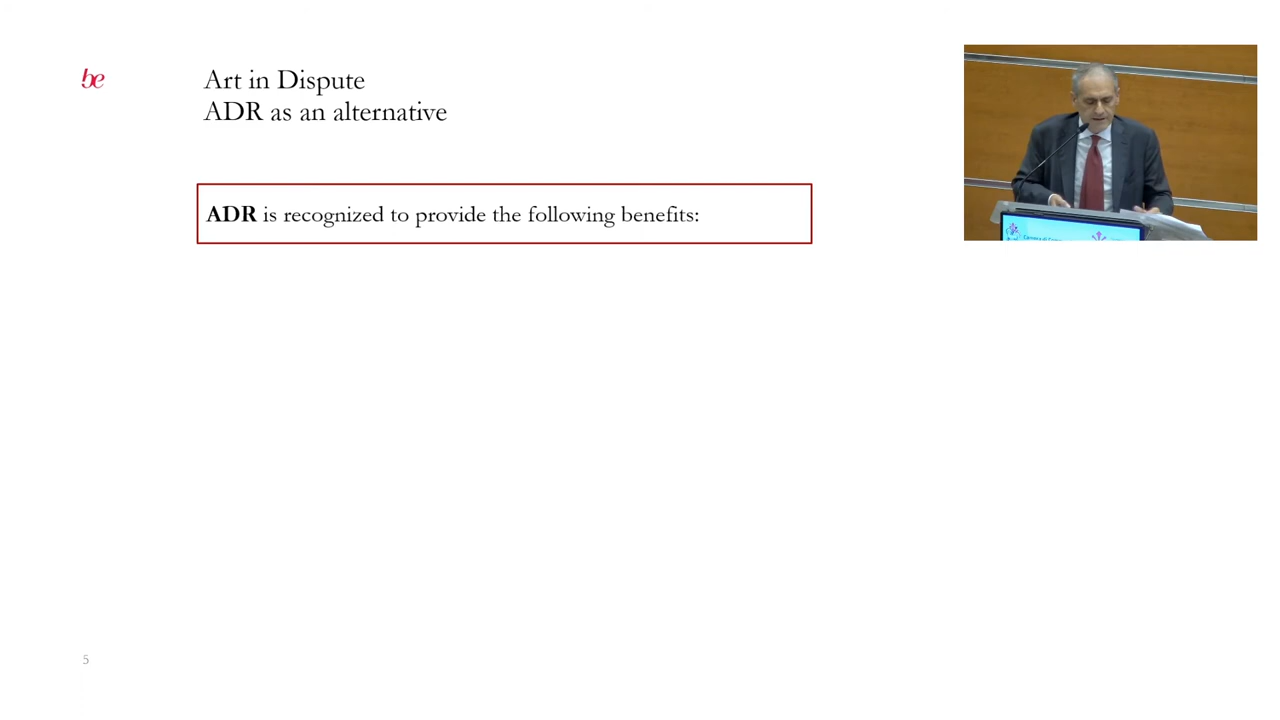 be
Art in Dispute
ADR as an alternative
ADR is recognized to provide the following benefits:
5